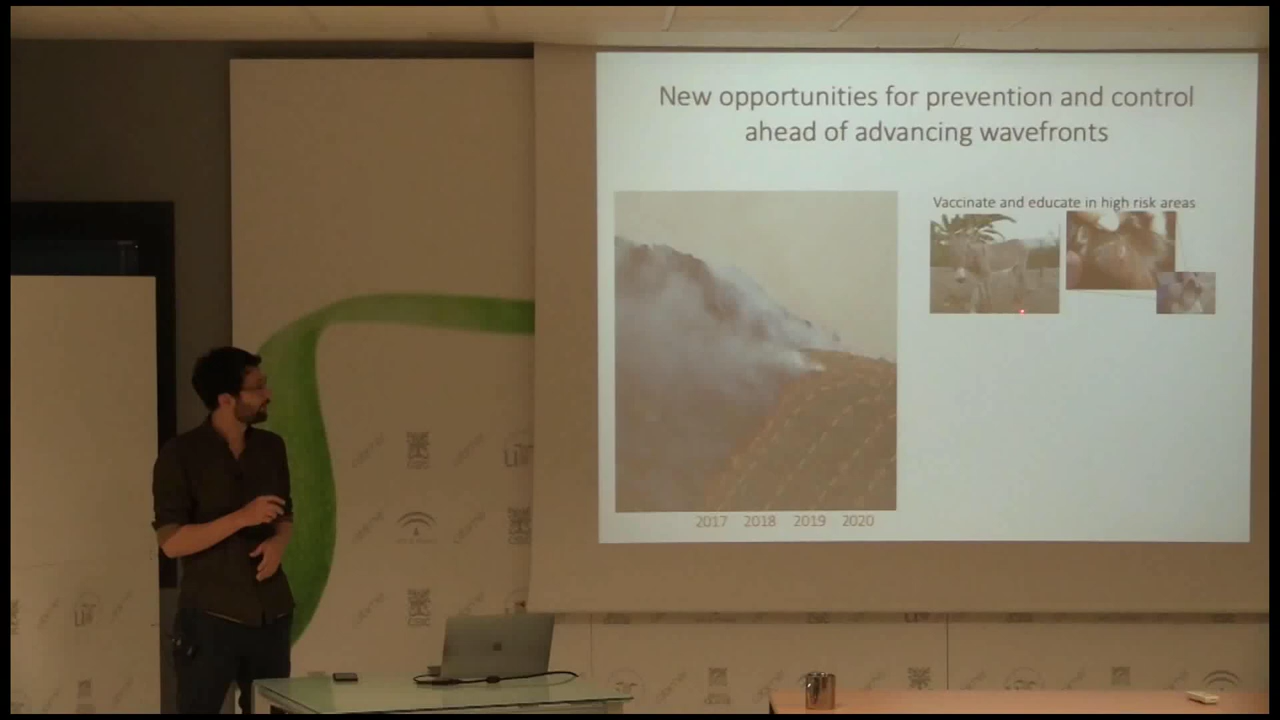 New opportunities for prevention and control
ahead of advancing wavefronts
Vaccinate and educate in high risk areas
2017 2018 2019 2020